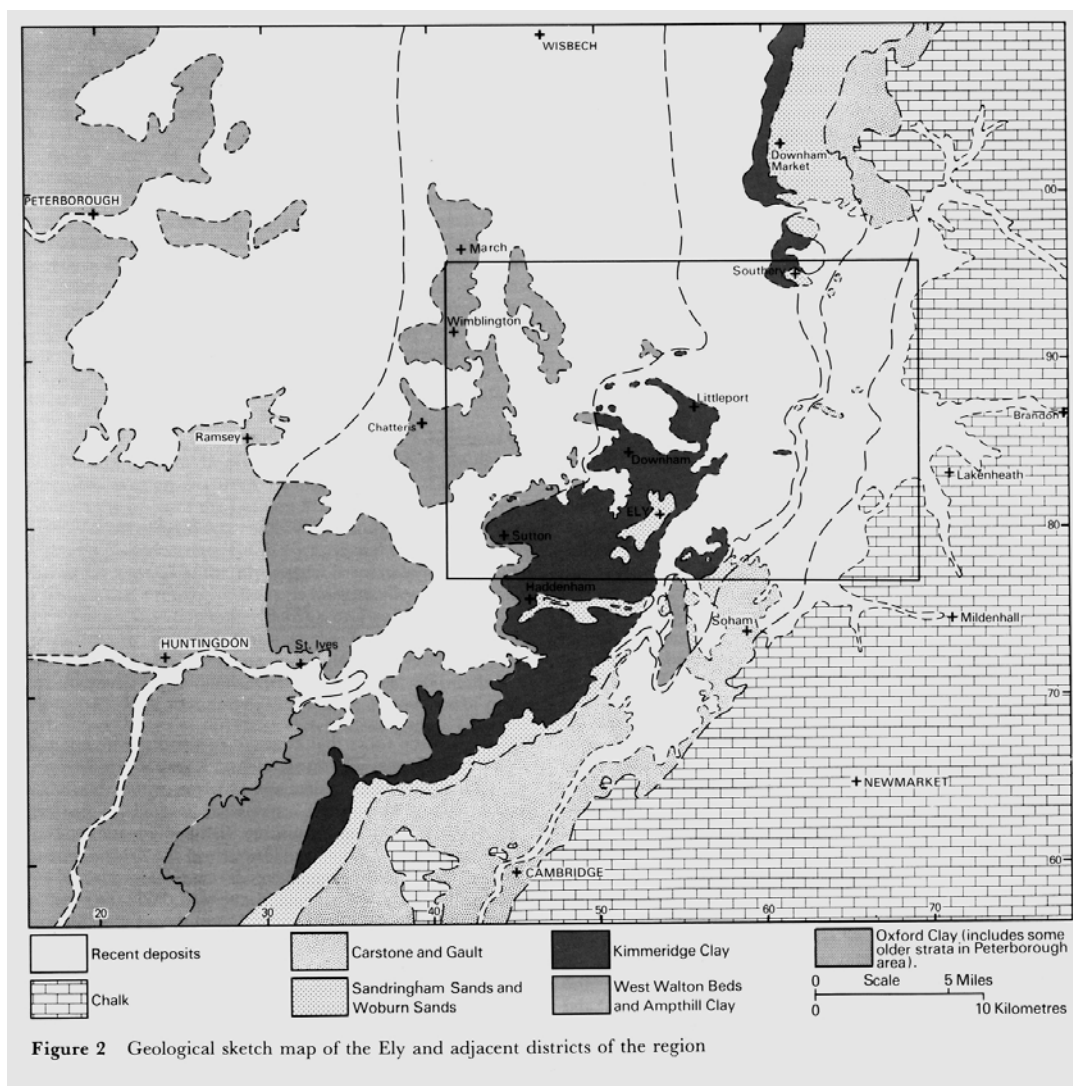 WISBECH
Downham
Market
00
PETERBOROUGH
March
Southery
Wimblington
90
Littleport
Brandon
Chatteris
Ramsey
Downham
Lakenheath
ELY
80
Sutton
Haddenham
Mildenhall
Soham
HUNTINGDON
St. Ives
70
NEWMARKET
60
CAMBRIDGE
20
30
40
50
60
70
Recent deposits
Carstone and Gault
Kimmeridge Clay
Oxford Clay (includes some
older strata in Peterborough
area).
Chalk
Sandringham Sands and
Woburn Sands
West Walton Beds
and Ampthill Clay
0 Scale 5 Miles
0 10 Kilometres
Figure 2 Geological sketch map of the Ely and adjacent districts of the region